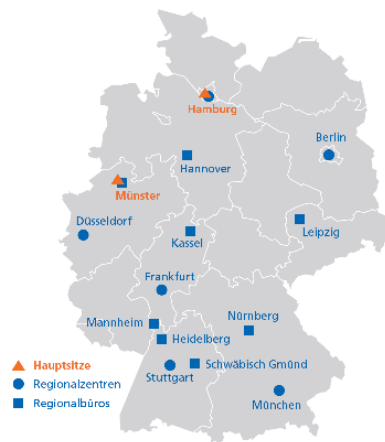 Hamburg
Berlin
Hannover
Münster
Düsseldorf
Kassel
Leipzig
Frankfurt
Nürnberg
Mannheim
Heidelberg
Schwäbisch Gmünd
Stuttgart
München
Hauptsitze
Regionalzentren
Regionalbüros